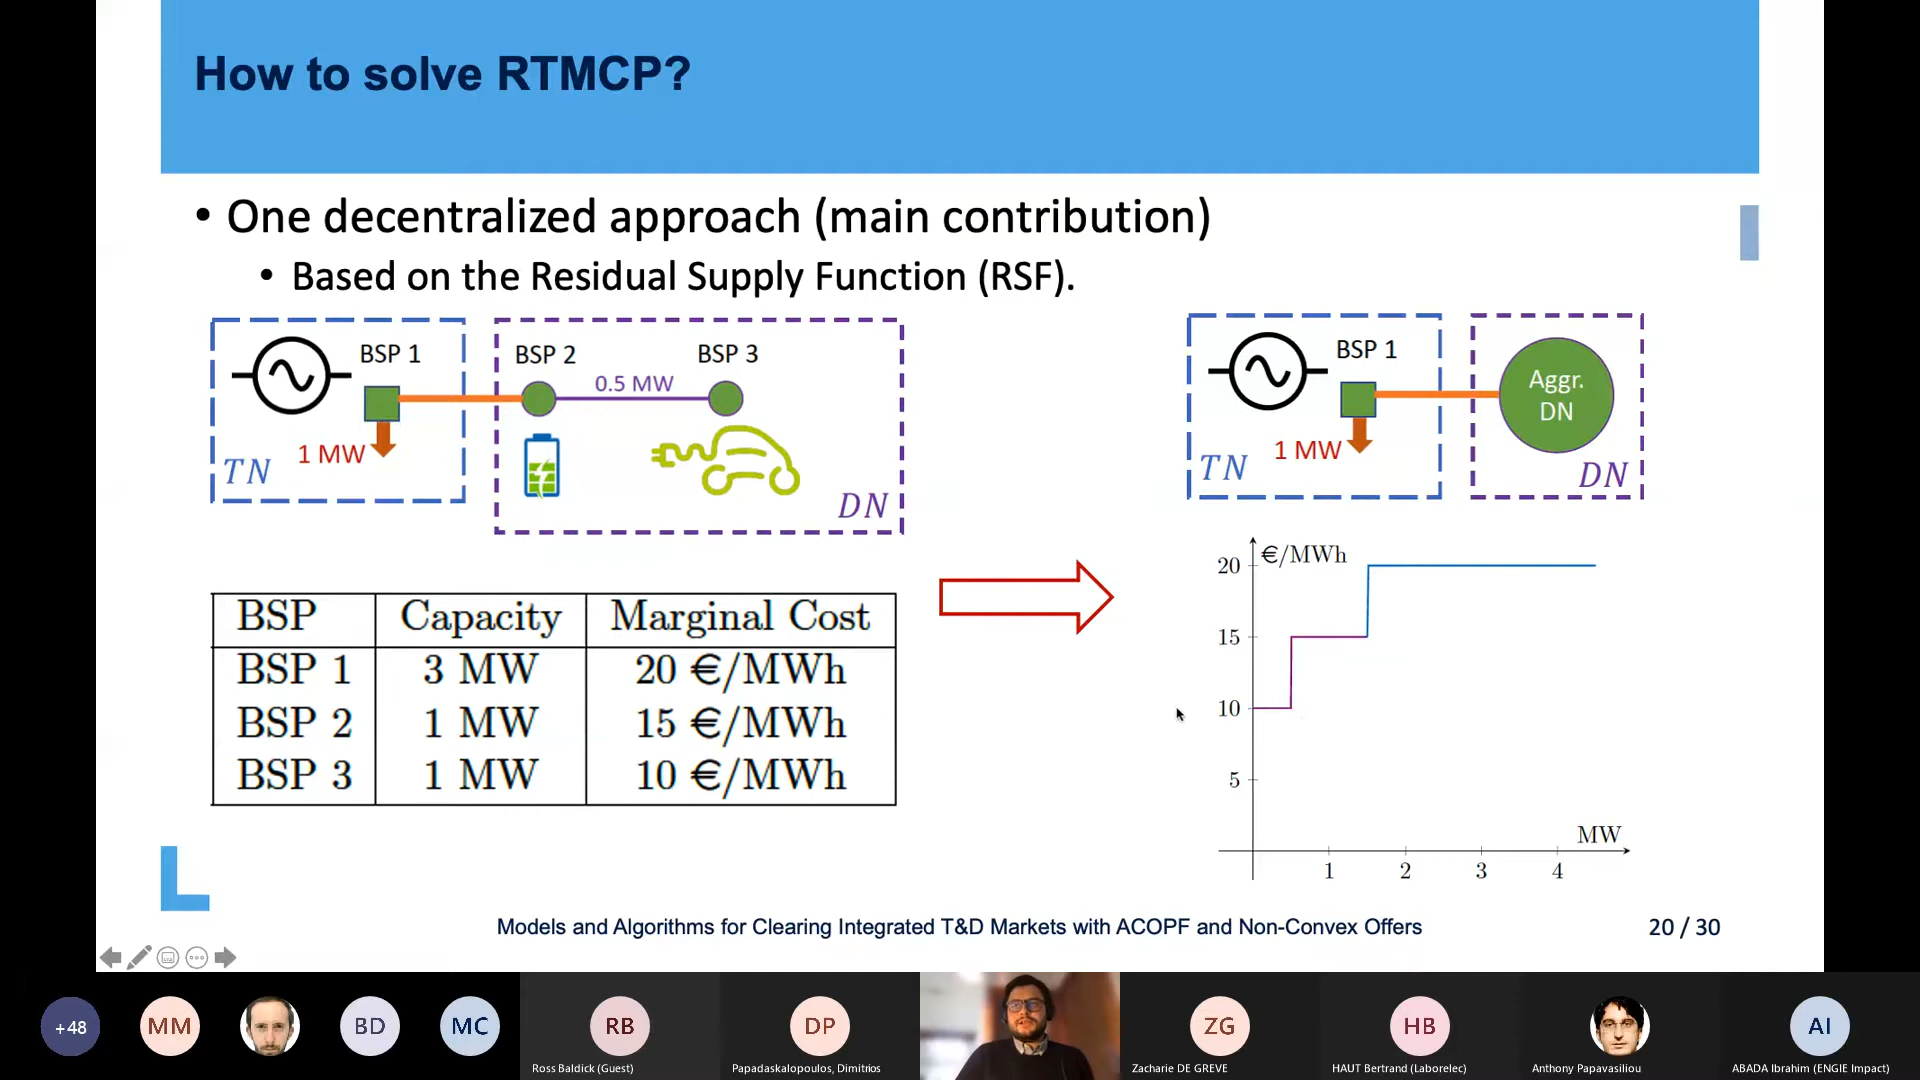 How to solve RTMCP?
• One decentralized approach (main contribution)
• Based on the Residual Supply Function (RSF).
BSP 1
BSP 2
BSP 3
0.5 MW
1 MW
TN
DN
BSP 1
Aggr.
DN
1 MW
TN
DN
BSP Capacity Marginal Cost
BSP 1 3 MW 20 €/MWh
BSP 2 1 MW 15 €/MWh
BSP 3 1 MW 10 €/MWh
€/MWh
20
15
10
5
MW
1 2 3 4
Models and Algorithms for Clearing Integrated T&D Markets with ACOPF and Non-Convex Offers
20 / 30
+48
MM
BD
MC
RB
DP
ZG
HB
AI
Ross Baldick (Guest)
Papadaskalopoulos, Dimitrios
Zacharie DE GREVE
HAUT Bertrand (Laborelec)
Anthony Papavasiliou
ABADA Ibrahim (ENGIE Impact)